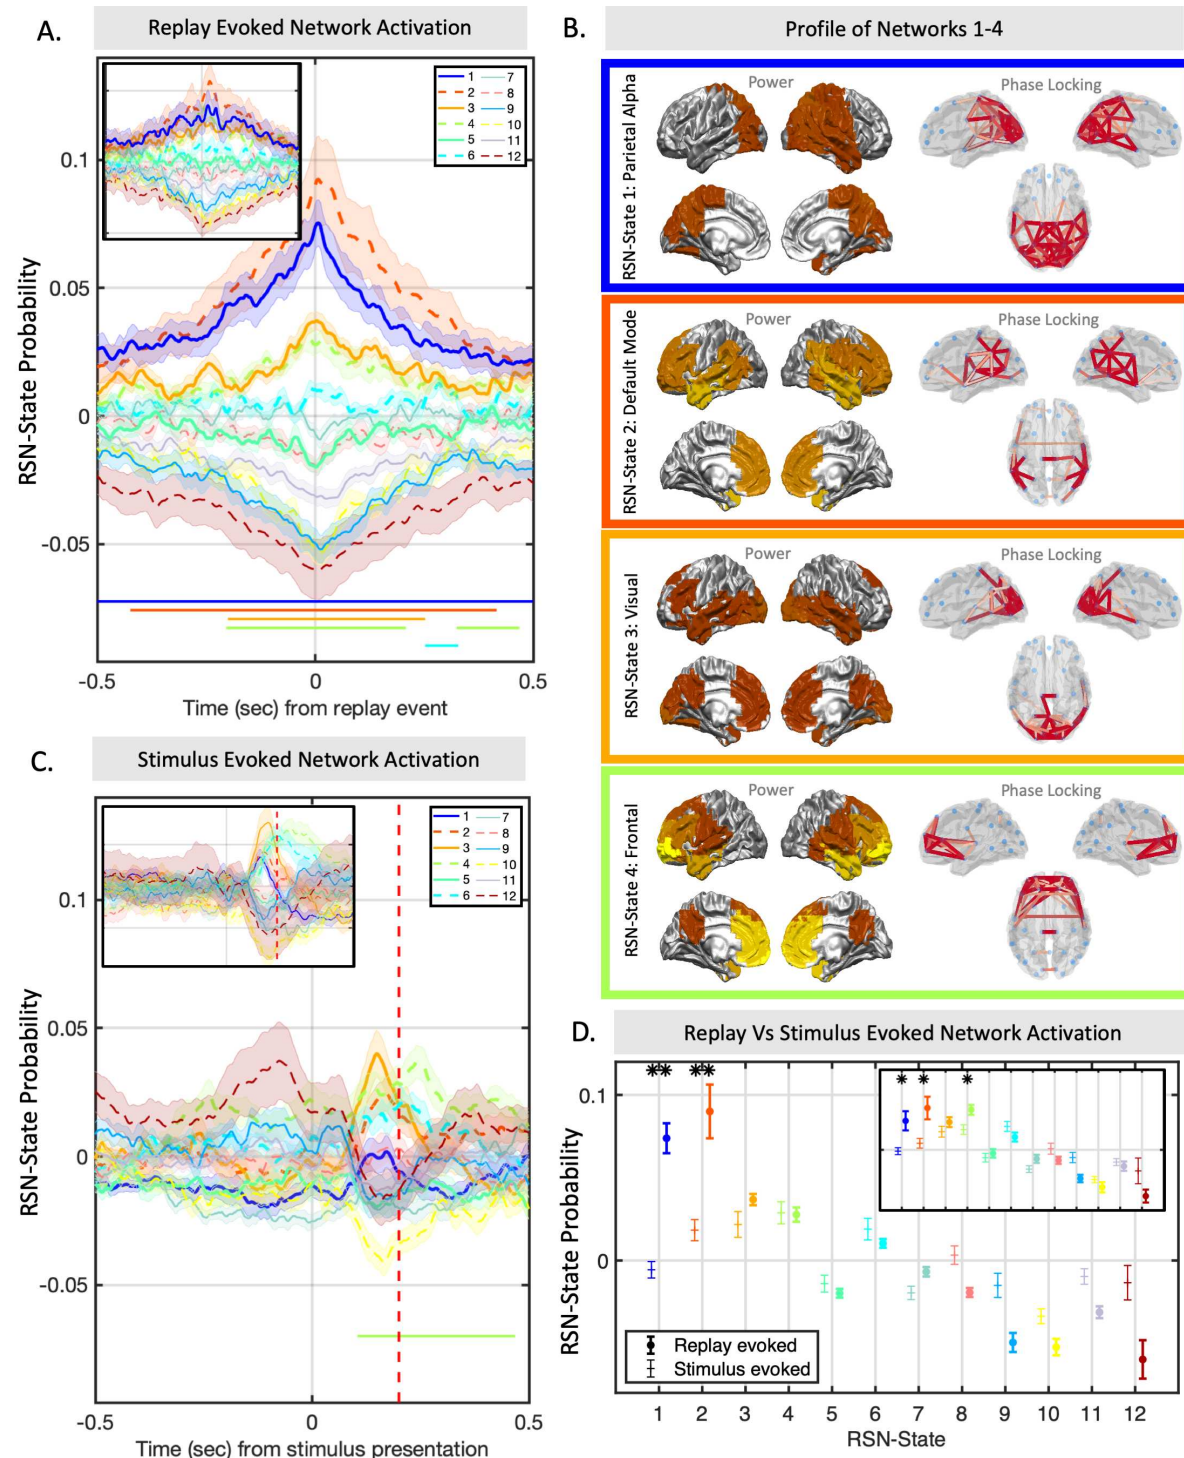 A.
Replay Evoked Network Activation
1 7
2 8
3 9
4 10
5 11
6 12
0.1
0.05
0
-0.05
RSN-State Probability
-0.5 0 0.5
Time (sec) from replay event
B.
Profile of Networks 1-4
RSN-State 1: Parietal Alpha
Power
Phase Locking
RSN-State 2: Default Mode
Power
Phase Locking
RSN-State 3: Visual
Power
Phase Locking
RSN-State 4: Frontal
Power
Phase Locking
C.
Stimulus Evoked Network Activation
1 7
2 8
3 9
4 10
5 11
6 12
0.1
0.05
0
-0.05
RSN-State Probability
-0.5 0 0.5
Time (sec) from stimulus presentation
D.
Replay Vs Stimulus Evoked Network Activation
** **
* * *
0.1
0
RSN-State Probability
Replay evoked
Stimulus evoked
1 2 3 4 5 6 7 8 9 10 11 12
RSN-State